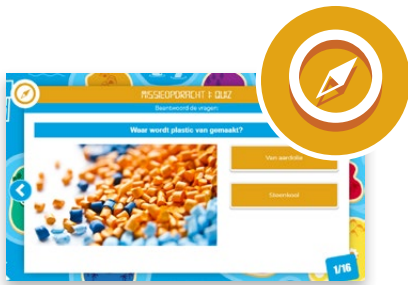 MISSIEOPDRACHT 1: QUIZ
Beantwoord de vragen
Waar wordt plastic van gemaakt?
Van aardolie
Steenkool
1/16